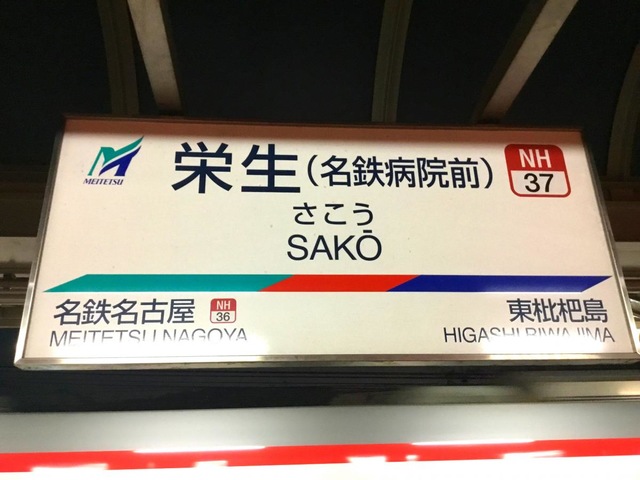 MEITETSU
栄生(名鉄病院前)
NH
37
さこう
SAKŌ
名鉄名古屋
NH
36
東枇杷島
MEITETSU NAGOYA
HIGASHI BIWAJIMA